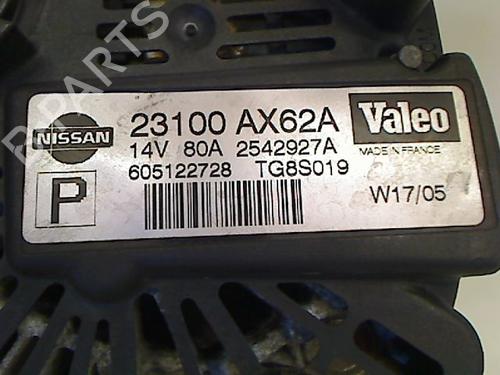 NISSAN
23100 AX62A
Valeo
14V 80A 2542927A
MADE IN FRANCE
605122728 TG8S019
P
W17/05
B-PARTS